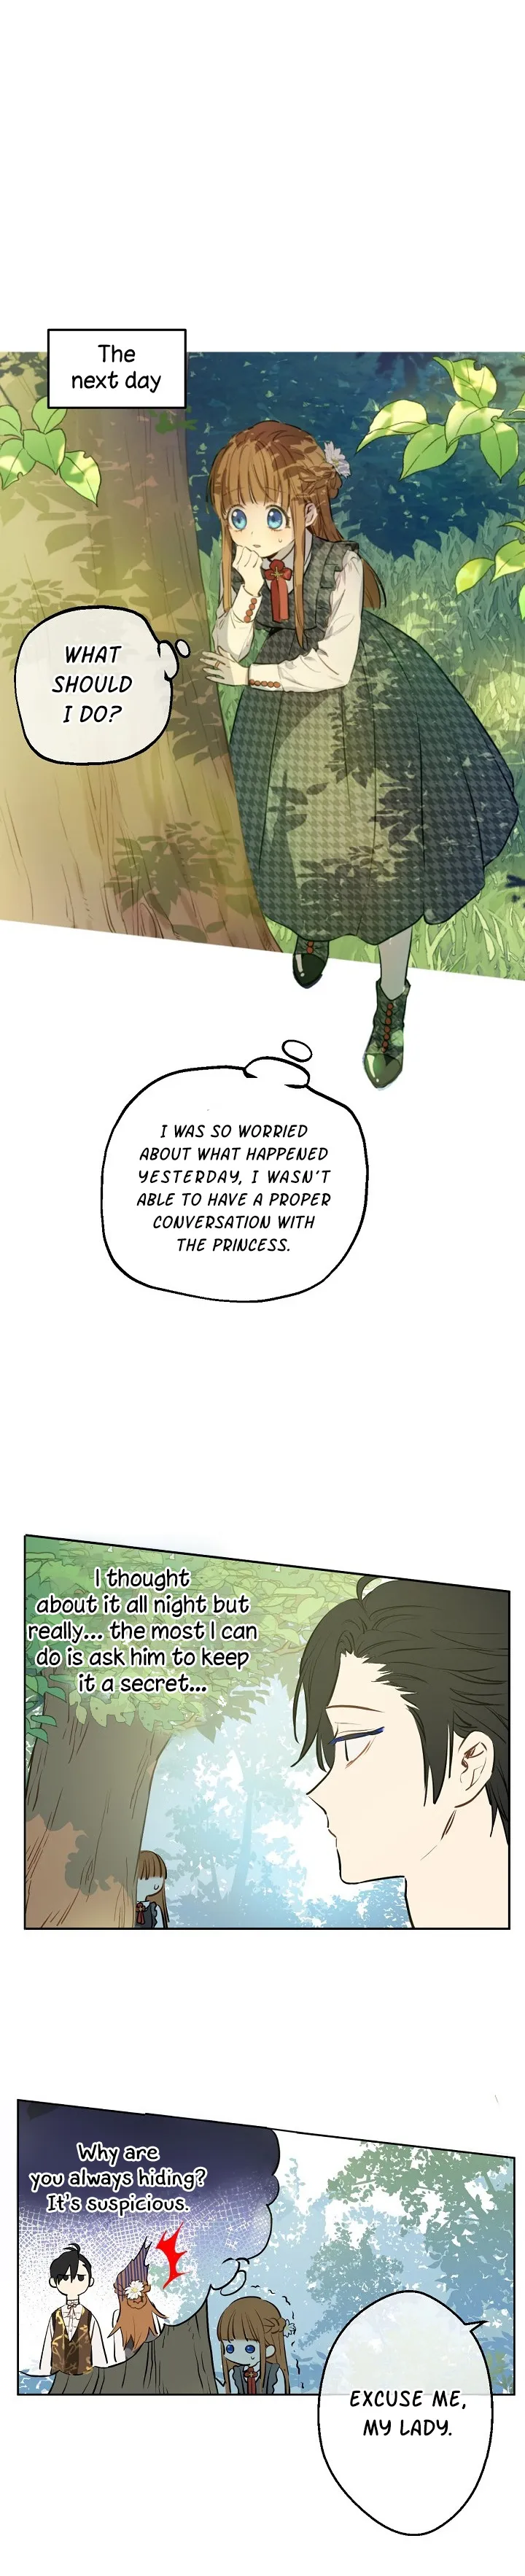 The
next day
WHAT
SHOULD
I DO?
I WAS SO WORRIED
ABOUT WHAT HAPPENED
YESTERDAY, I WASN'T
ABLE TO HAVE A PROPER
CONVERSATION WITH
THE PRINCESS.
I thought
about it all night but
really... the most I can
do is ask him to keep
it a secret...
Why are
you always hiding?
It's suspicious.
EXCUSE ME,
MY LADY.